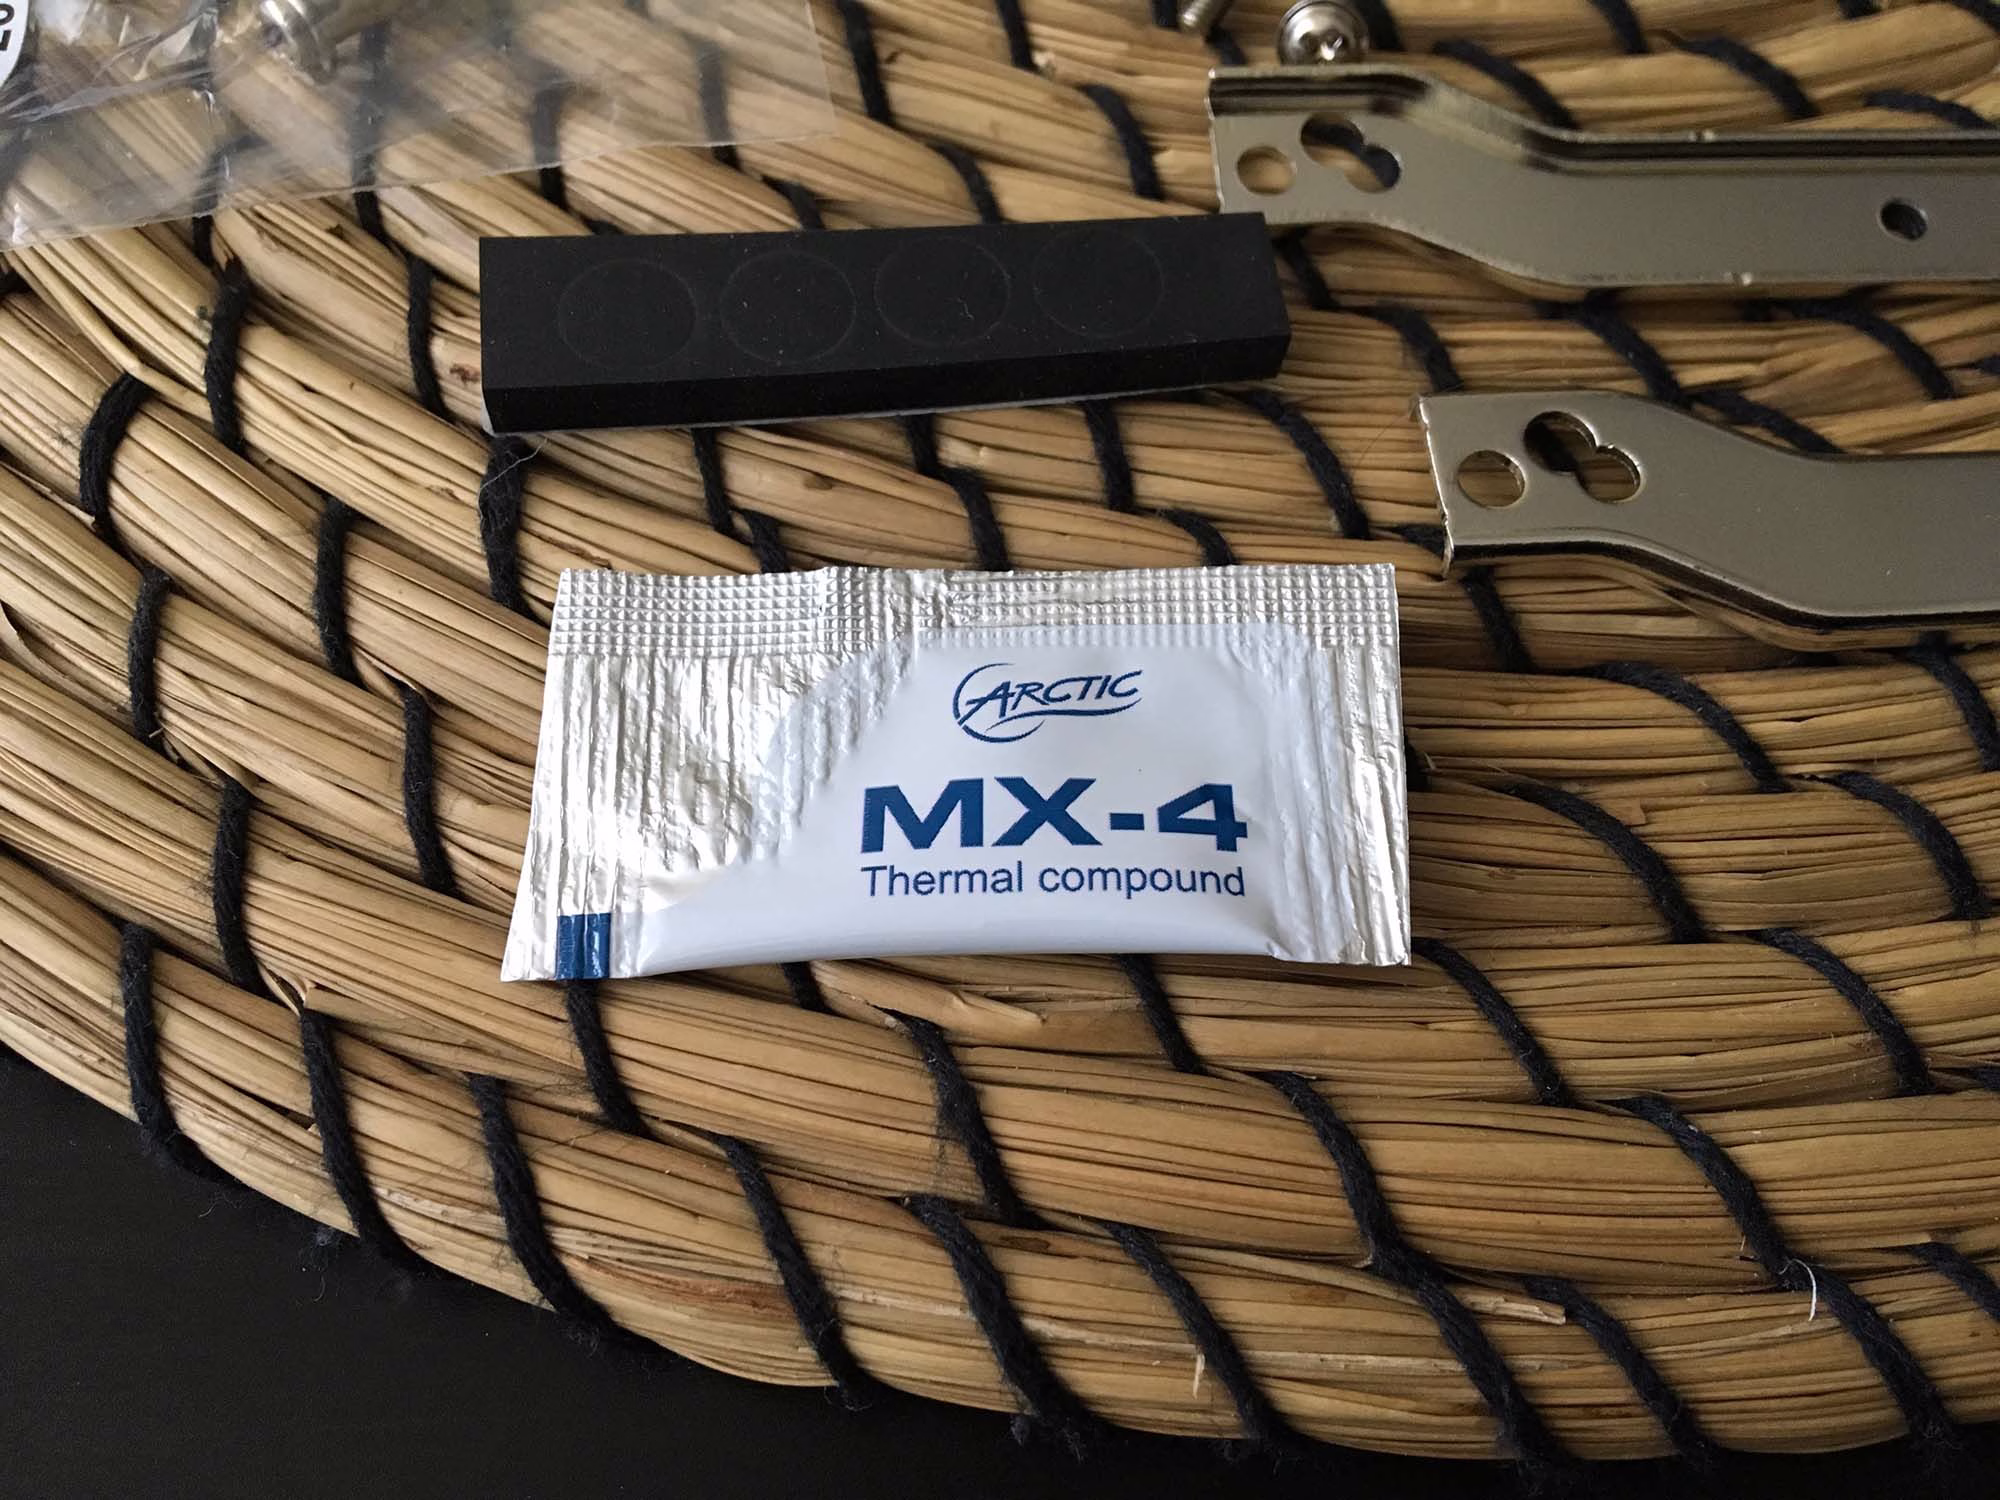 ARCTIC
MX-4
Thermal compound